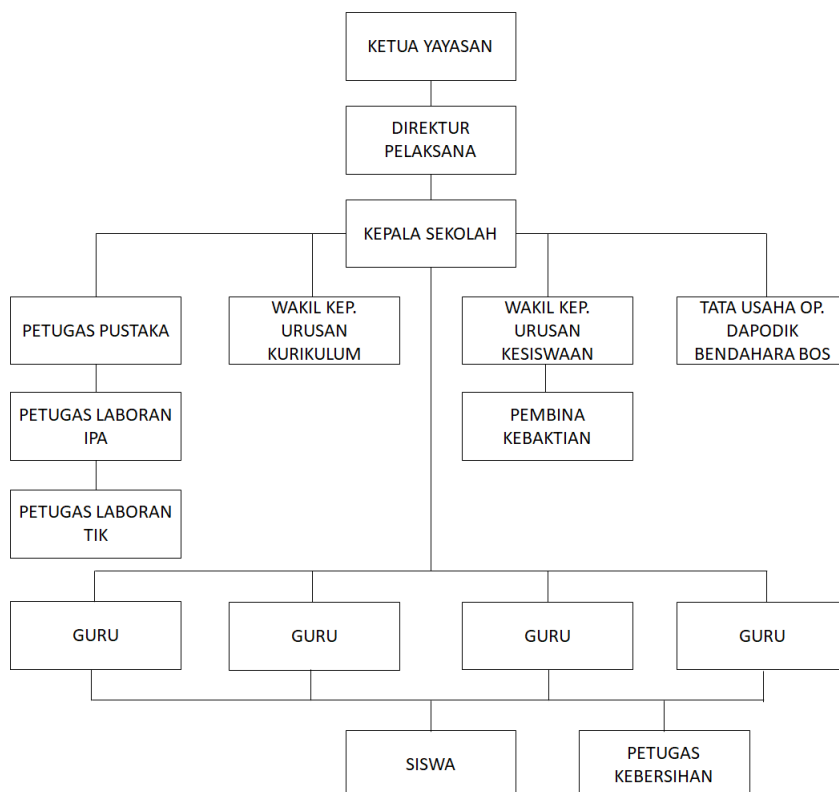 KETUA YAYASAN
DIREKTUR
PELAKSANA
KEPALA SEKOLAH
PETUGAS PUSTAKA
WAKIL KEP.
URUSAN
KURIKULUM
WAKIL KEP.
URUSAN
KESISWAAN
TATA USAHA OP.
DAPODIK
BENDAHARA BOS
PETUGAS LABORAN
IPA
PEMBINA
KEBAKTIAN
PETUGAS LABORAN
TIK
GURU
GURU
GURU
GURU
SISWA
PETUGAS
KEBERSIHAN